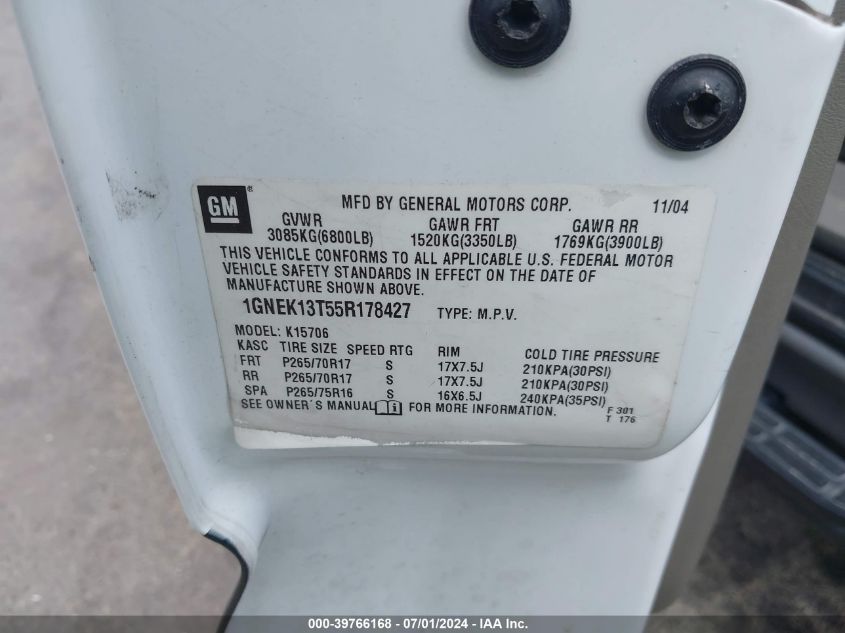 GM ® MFD BY GENERAL MOTORS CORP. 11/04
GVWR GAWR FRT GAWR RR
3085KG(6800LB) 1520KG(3350LB) 1769KG(3900LB)
THIS VEHICLE CONFORMS TO ALL APPLICABLE U.S. FEDERAL MOTOR
VEHICLE SAFETY STANDARDS IN EFFECT ON THE DATE OF
MANUFACTURE SHOWN ABOVE.
1GNEK13T55R178427 TYPE: M.P.V.
MODEL: K15706
KASC TIRE SIZE SPEED RTG RIM COLD TIRE PRESSURE
FRT P265/70R17 S 17X7.5J 210KPA(30PSI)
RR P265/70R17 S 17X7.5J 210KPA(30PSI)
SPA P265/75R16 S 16X6.5J 240KPA(35PSI)
SEE OWNER'S MANUAL i FOR MORE INFORMATION. F 301
T 176
000-39766168 / 07/01/2024 - IAA Inc.